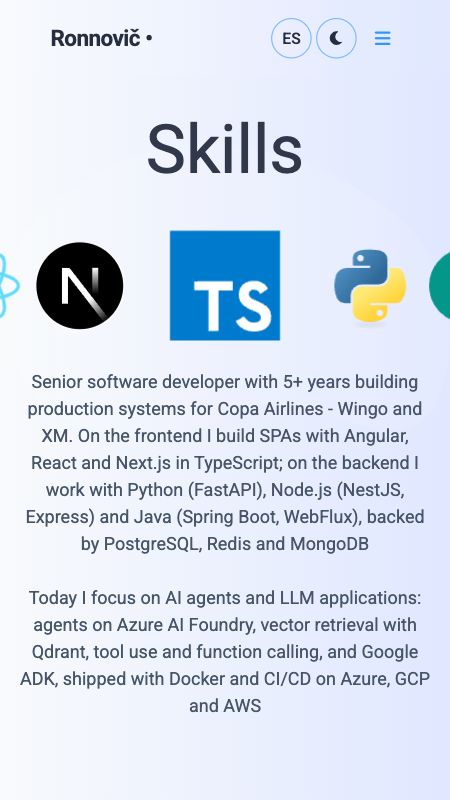 Ronnovič •
ES
Skills
N
TS
Senior software developer with 5+ years building
production systems for Copa Airlines - Wingo and
XM. On the frontend I build SPAs with Angular,
React and Next.js in TypeScript; on the backend I
work with Python (FastAPI), Node.js (NestJS,
Express) and Java (Spring Boot, WebFlux), backed
by PostgreSQL, Redis and MongoDB
Today I focus on AI agents and LLM applications:
agents on Azure AI Foundry, vector retrieval with
Qdrant, tool use and function calling, and Google
ADK, shipped with Docker and CI/CD on Azure, GCP
and AWS